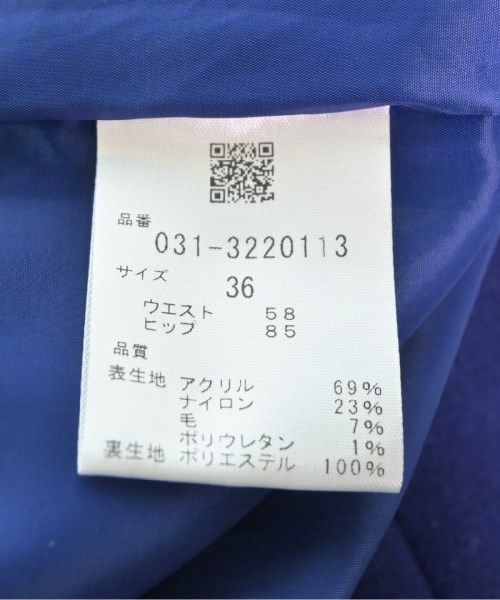 品番
031-3220113
サイズ
36
ウエスト 58
ヒップ 85
品質
表生地 アクリル 69%
ナイロン 23%
毛 7%
ポリウレタン 1%
裏生地 ポリエステル 100%